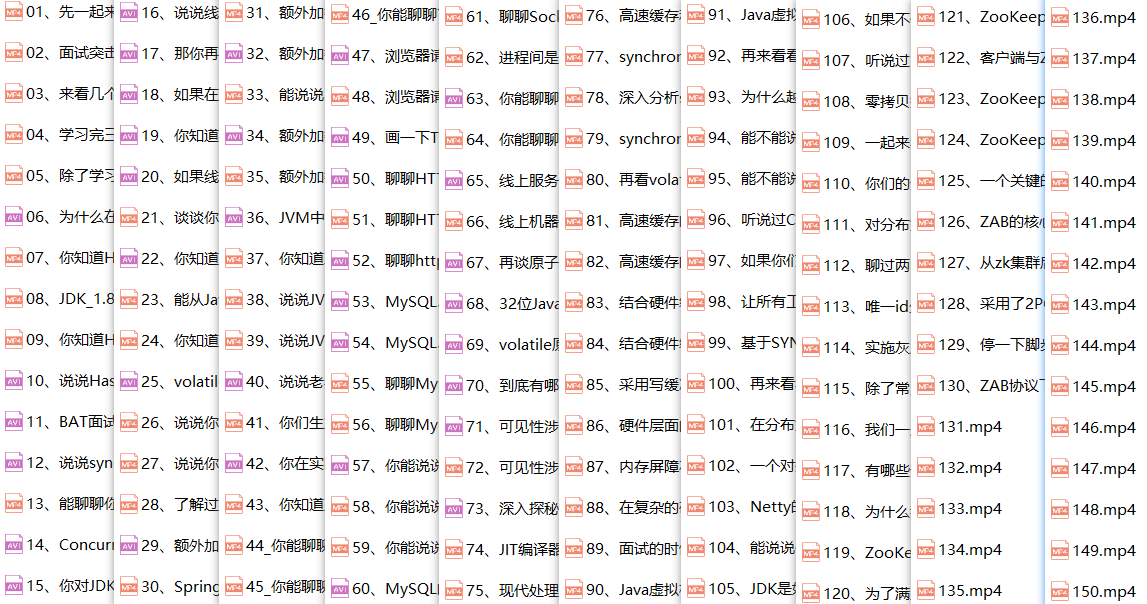 01、先一起来
02、面试突击
03、来看几个
04、学习完三
05、除了学习
06、为什么在
07、你知道H
08、JDK_1.8
09、你知道H
10、说说Has
11、BAT面试
12、说说syn
13、能聊聊你
14、Concurr
15、你对JDK
16、说说线
17、那你再
18、如果在
19、你知道
20、如果线
21、谈谈你
22、你知道
23、能从Ja
24、你知道
25、volatil
26、说说你
27、说说你
28、了解过
29、额外加
30、Spring
31、额外加
32、额外加
33、能说说
34、额外加
35、额外加
36、JVM中
37、你知道
38、说说JV
39、说说JV
40、说说老
41、你们生
42、你在实
43、你知道
44_你能聊聊
45_你能聊聊
46_你能聊聊
47、浏览器请
48、浏览器请
49、画一下T
50、聊聊HT
51、聊聊HT
52、聊聊http
53、MySQL
54、MySQL
55、聊聊My
56、聊聊My
57、你能说说
58、你能说说
59、你能说说
60、MySQL
61、聊聊Sock
62、进程间是
63、你能聊聊
64、你能聊聊
65、线上服务
66、线上机器
67、再谈原子
68、32位Java
69、volatile原
70、到底有哪
71、可见性涉
72、可见性涉
73、深入探秘
74、JIT编译器
75、现代处理
76、高速缓存
77、synchron
78、深入分析
79、synchron
80、再看volat
81、高速缓存
82、高速缓存
83、结合硬件
84、结合硬件
85、采用写缓
86、硬件层面
87、内存屏障
88、在复杂的
89、面试的时
90、Java虚拟
91、Java虚拟
92、再来看看
93、为什么越
94、能不能说
95、能不能说
96、听说过C
97、如果你们
98、让所有工
99、基于SYN
100、再来看
101、在分布
102、一个对
103、Netty的
104、能说说
105、JDK是如
106、如果不
107、听说过
108、零拷贝
109、一起来
110、你们的
111、对分布
112、聊过两
113、唯一id
114、实施灰
115、除了常
116、我们一
117、有哪些
118、为什么
119、ZooKe
120、为了满
121、ZooKeep
122、客户端与Z
123、ZooKeep
124、ZooKeep
125、一个关键的
126、ZAB的核心
127、从zk集群启
128、采用了2P
129、停一下脚步
130、ZAB协议下
131.mp4
132.mp4
133.mp4
134.mp4
135.mp4
136.mp4
137.mp4
138.mp4
139.mp4
140.mp4
141.mp4
142.mp4
143.mp4
144.mp4
145.mp4
146.mp4
147.mp4
148.mp4
149.mp4
150.mp4